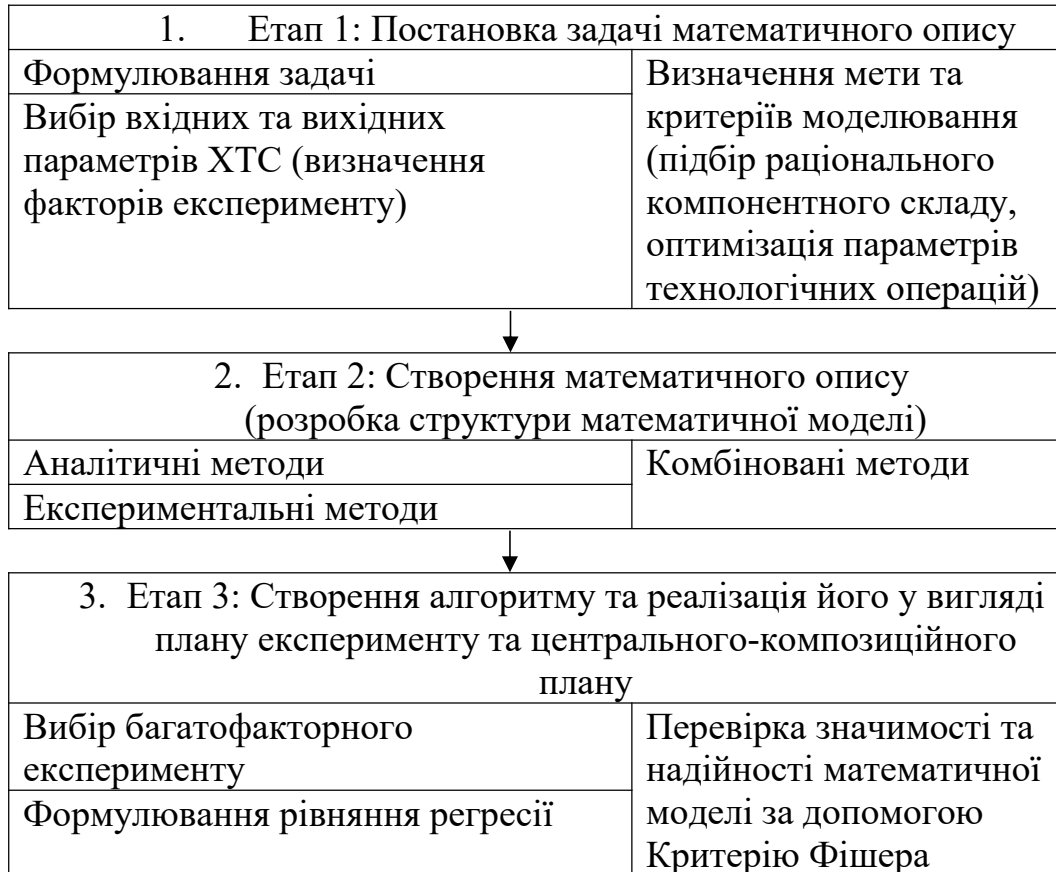 1. Етап 1: Постановка задачі математичного опису
Формулювання задачі
Вибір вхідних та вихідних
параметрів ХТС (визначення
факторів експерименту)
Визначення мети та
критеріїв моделювання
(підбір раціонального
компонентного складу,
оптимізація параметрів
технологічних операцій)
2. Етап 2: Створення математичного опису
(розробка структури математичної моделі)
Аналітичні методи
Експериментальні методи
Комбіновані методи
3. Етап 3: Створення алгоритму та реалізація його у вигляді
плану експерименту та центрального-композиційного
плану
Вибір багатофакторного
експерименту
Формулювання рівняння регресії
Перевірка значимості та
надійності математичної
моделі за допомогою
Критерію Фішера